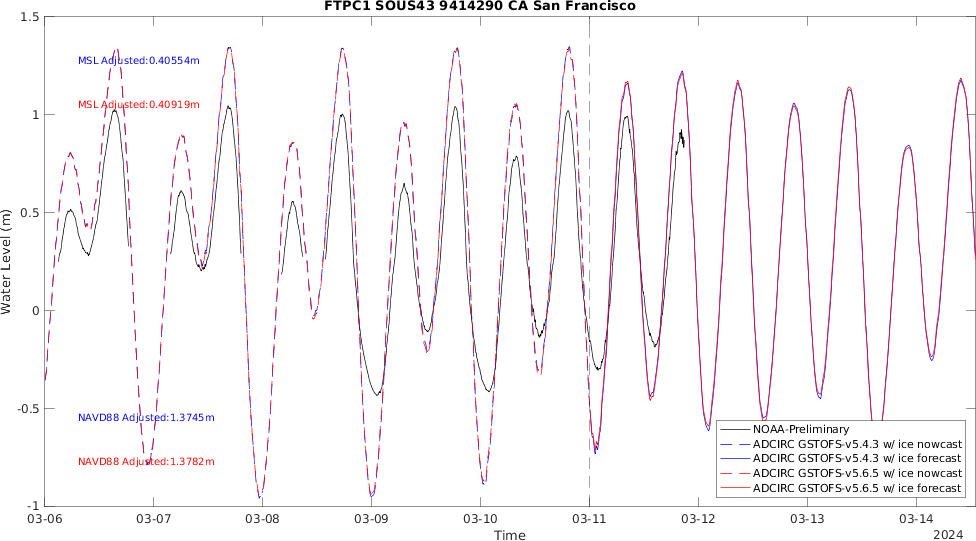 FTPC1 SOUS43 9414290 CA San Francisco
1.5
MSL Adjusted:0.40554m
MSL Adjusted:0.40919m
1
0.5
Water Level (m)
0
-0.5
NAVD88 Adjusted:1.3745m
NAVD88 Adjusted:1.3782m
NOAA-Preliminary
ADCIRC GSTOFS-v5.4.3 w/ ice nowcast
ADCIRC GSTOFS-v5.4.3 w/ ice forecast
ADCIRC GSTOFS-v5.6.5 w/ ice nowcast
ADCIRC GSTOFS-v5.6.5 w/ ice forecast
-1
03-06 03-07 03-08 03-09 03-10 03-11 03-12 03-13 03-14
Time
2024